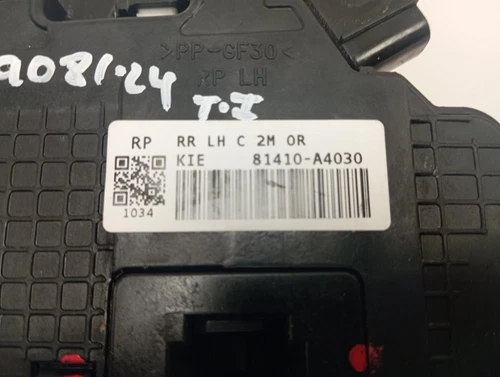 >PP-GF30<
RP LH
9081.24
T.I
RP RR LH C 2M OR
KIE 81410-A4030
1034